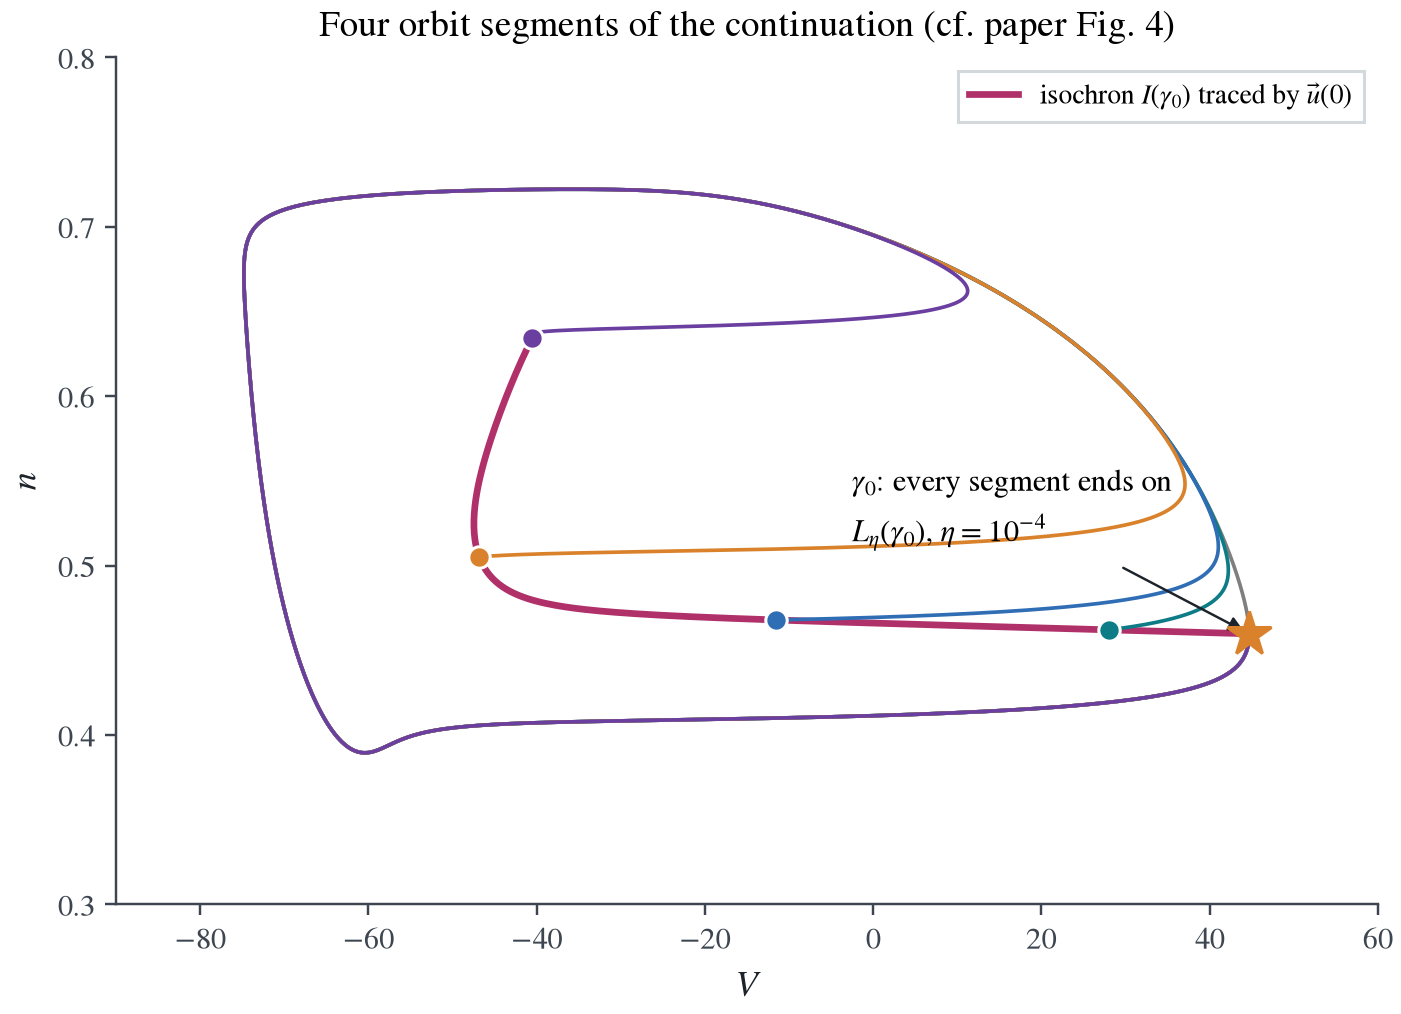 Four orbit segments of the continuation (cf. paper Fig. 4)
isochron I(γ₀) traced by u⃗(0)
0.8
0.7
0.6
0.5
0.4
0.3
n
γ₀: every segment ends on
L_η(γ₀), η = 10⁻⁴
−80 −60 −40 −20 0 20 40 60
V